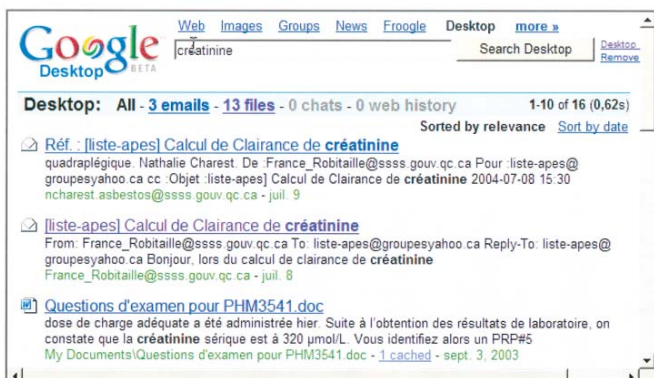 Web Images Groups News Froogle Desktop more »
Google
Desktop BETA
créatinine
Search Desktop
Desktop
Remove
Desktop: All - 3 emails - 13 files - 0 chats - 0 web history 1-10 of 16 (0,62s)
Sorted by relevance Sort by date
Réf. : [liste-apes] Calcul de Clairance de créatinine
quadraplégique. Nathalie Charest. De :France_Robitaille@ssss.gouv.qc.ca Pour :liste-apes@
groupesyahoo.ca cc :Objet :liste-apes] Calcul de Clairance de créatinine 2004-07-08 15:30
ncharest.asbestos@ssss.gouv.qc.ca - juil. 9
[liste-apes] Calcul de Clairance de créatinine
From: France_Robitaille@ssss.gouv.qc.ca To: liste-apes@groupesyahoo.ca Reply-To: liste-apes@
groupesyahoo.ca Bonjour, lors du calcul de clairance de créatinine
France_Robitaille@ssss.gouv.qc.ca - juil. 8
Questions d'examen pour PHM3541.doc
dose de charge adéquate a été administrée hier. Suite à l'obtention des résultats de laboratoire, on
constate que la créatinine sérique est à 320 µmol/L. Vous identifiez alors un PRP#5
My Documents\Questions d'examen pour PHM3541.doc - 1 cached - sept. 3, 2003